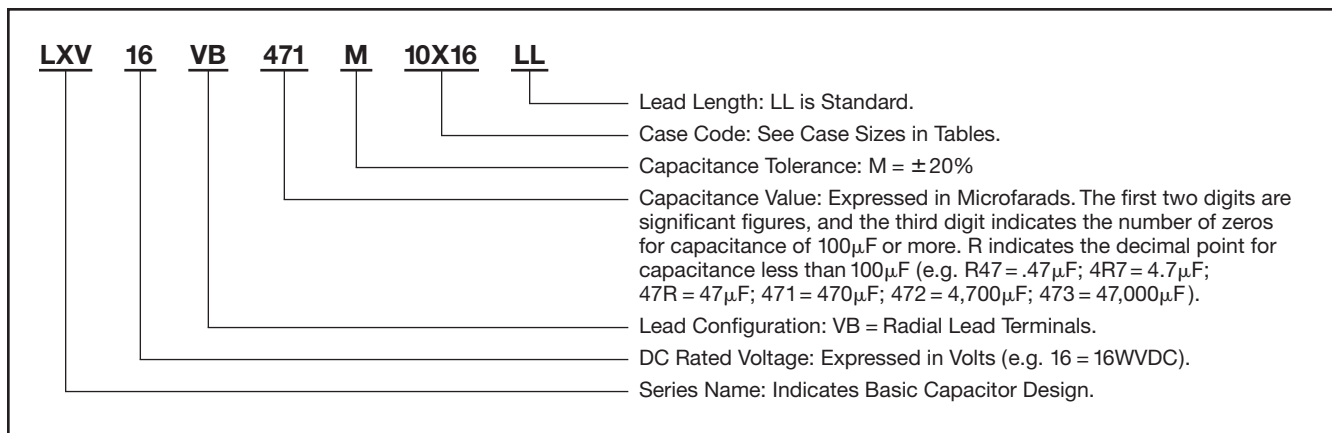 LXV 16 VB 471 M 10X16 LL
Lead Length: LL is Standard.
Case Code: See Case Sizes in Tables.
Capacitance Tolerance: M = ±20%
Capacitance Value: Expressed in Microfarads. The first two digits are
significant figures, and the third digit indicates the number of zeros
for capacitance of 100µF or more. R indicates the decimal point for
capacitance less than 100µF (e.g. R47 = .47µF; 4R7 = 4.7µF;
47R = 47µF; 471 = 470µF; 472 = 4,700µF; 473 = 47,000µF).
Lead Configuration: VB = Radial Lead Terminals.
DC Rated Voltage: Expressed in Volts (e.g. 16 = 16WVDC).
Series Name: Indicates Basic Capacitor Design.